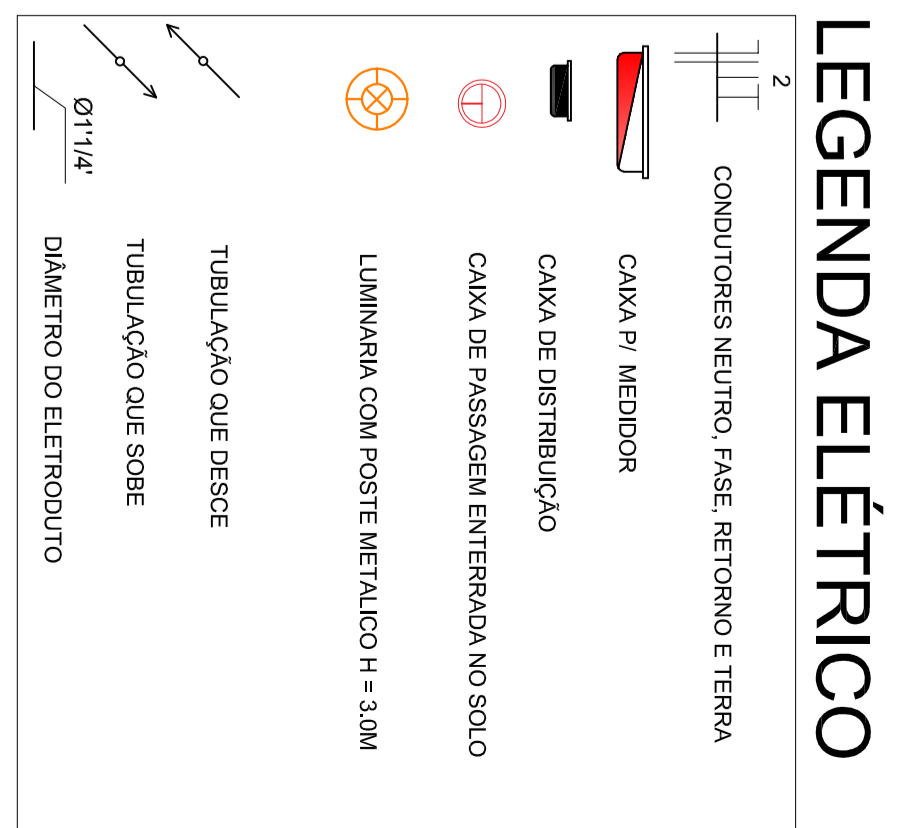 LEGENDA ELÉTRICO
2
CONDUTORES NEUTRO, FASE, RETORNO E TERRA
CAIXA P/ MEDIDOR
CAIXA DE DISTRIBUIÇÃO
CAIXA DE PASSAGEM ENTERRADA NO SOLO
LUMINARIA COM POSTE METALICO H = 3.0M
TUBULAÇÃO QUE DESCE
TUBULAÇÃO QUE SOBE
Ø1'1/4'
DIÂMETRO DO ELETRODUTO